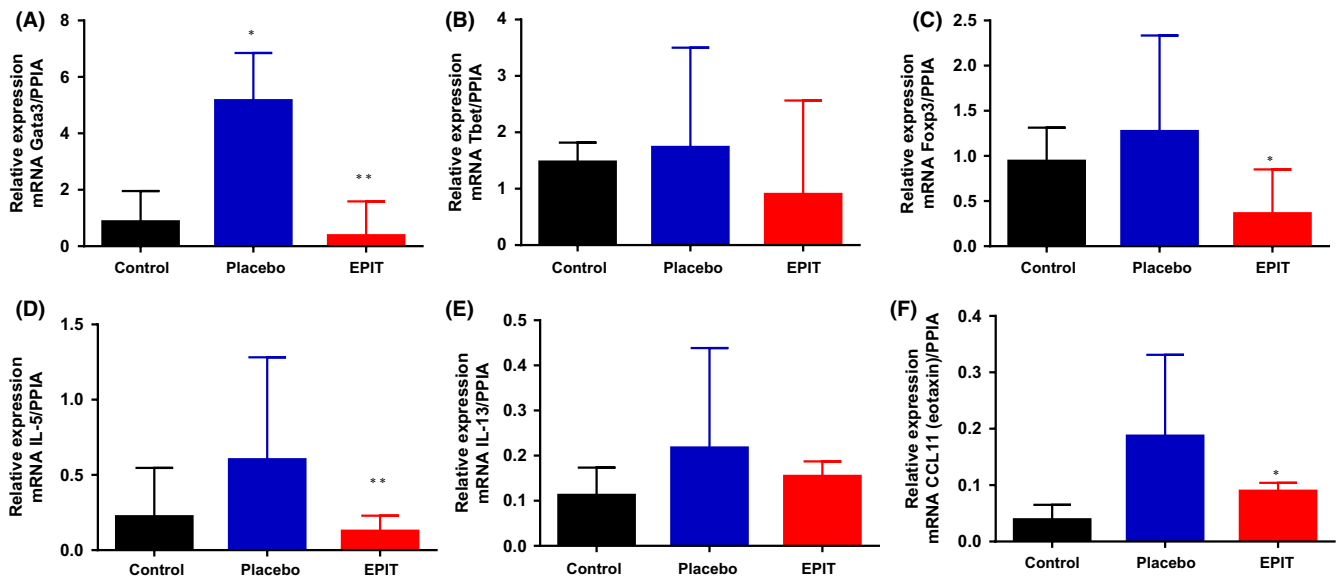 (A)
Relative expression
mRNA Gata3/PPIA
8
6
4
2
0
*
**
Control Placebo EPIT
(B)
Relative expression
mRNA Tbet/PPIA
4
3
2
1
0
Control Placebo EPIT
(C)
Relative expression
mRNA Foxp3/PPIA
2.5
2.0
1.5
1.0
0.5
0.0
*
Control Placebo EPIT
(D)
Relative expression
mRNA IL-5/PPIA
1.5
1.0
0.5
0.0
**
Control Placebo EPIT
(E)
Relative expression
mRNA IL-13/PPIA
0.5
0.4
0.3
0.2
0.1
0.0
Control Placebo EPIT
(F)
Relative expression
mRNA CCL11 (eotaxin)/PPIA
0.4
0.3
0.2
0.1
0.0
*
Control Placebo EPIT